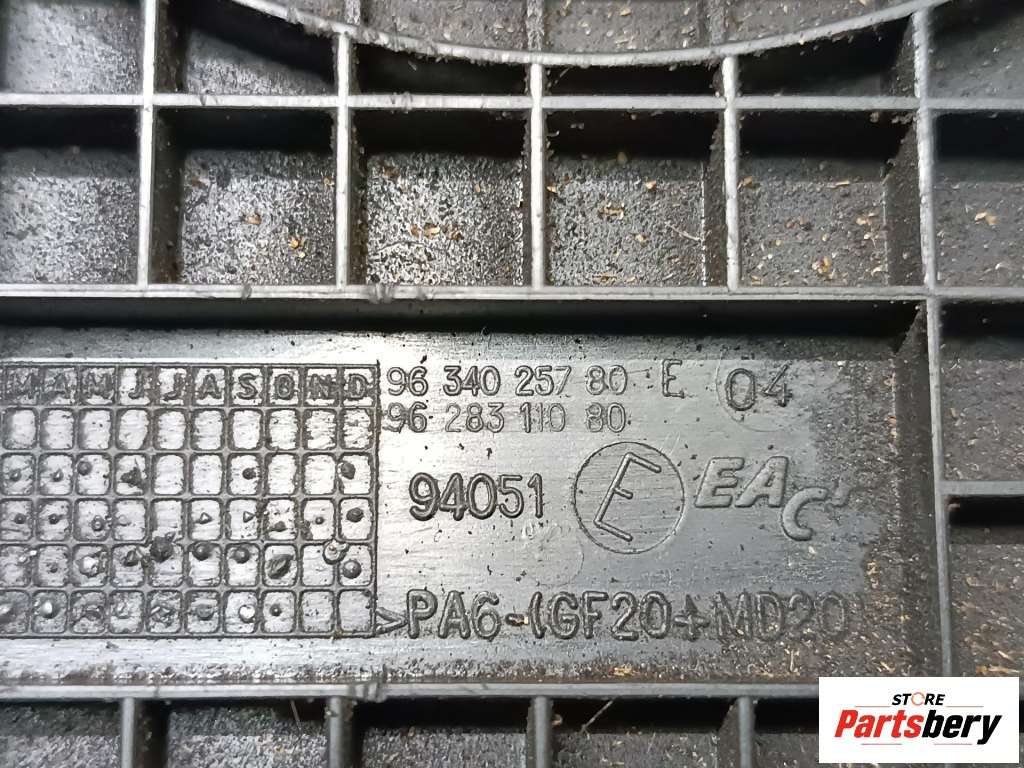 M A M J J A S O N D
96 340 257 80 E 04
96 283 110 80
94051 E EAC
>PA6-(GF20+MD20)
STORE
Partsbery